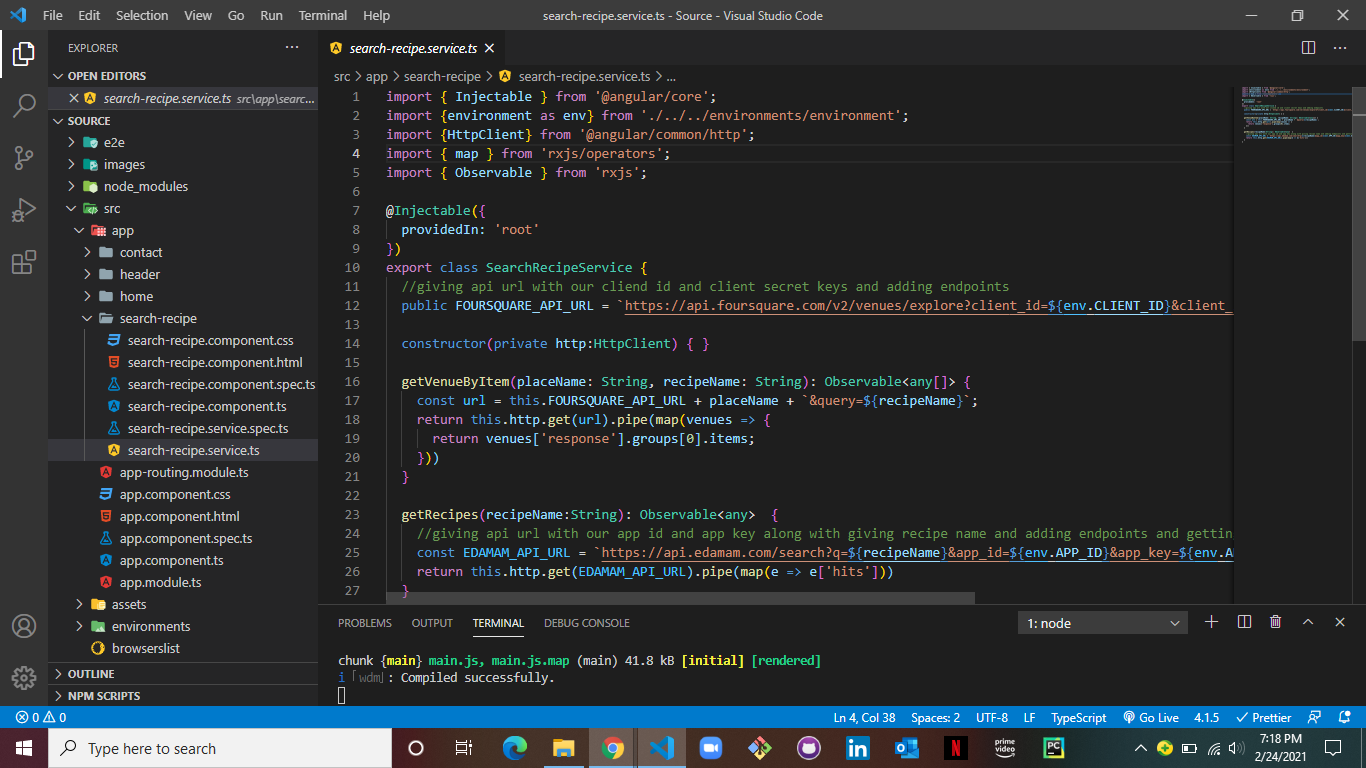 File Edit Selection View Go Run Terminal Help search-recipe.service.ts - Source - Visual Studio Code
EXPLORER
OPEN EDITORS
search-recipe.service.ts src\app\searc...
SOURCE
e2e
images
node_modules
src
app
contact
header
home
search-recipe
search-recipe.component.css
search-recipe.component.html
search-recipe.component.spec.ts
search-recipe.component.ts
search-recipe.service.spec.ts
search-recipe.service.ts
app-routing.module.ts
app.component.css
app.component.html
app.component.spec.ts
app.component.ts
app.module.ts
assets
environments
browserslist
OUTLINE
NPM SCRIPTS
search-recipe.service.ts
src > app > search-recipe > search-recipe.service.ts > ...
1 import { Injectable } from '@angular/core';
2 import {environment as env} from './../../environments/environment';
3 import {HttpClient} from '@angular/common/http';
4 import { map } from 'rxjs/operators';
5 import { Observable } from 'rxjs';
6
7 @Injectable({
8 providedIn: 'root'
9 })
10 export class SearchRecipeService {
11 //giving api url with our cliend id and client secret keys and adding endpoints
12 public FOURSQUARE_API_URL = `https://api.foursquare.com/v2/venues/explore?client_id=${env.CLIENT_ID}&client_
13
14 constructor(private http:HttpClient) { }
15
16 getVenueByItem(placeName: String, recipeName: String): Observable<any[]> {
17 const url = this.FOURSQUARE_API_URL + placeName + `&query=${recipeName}`;
18 return this.http.get(url).pipe(map(venues => {
19 return venues['response'].groups[0].items;
20 }))
21 }
22
23 getRecipes(recipeName:String): Observable<any> {
24 //giving api url with our app id and app key along with giving recipe name and adding endpoints and gettin
25 const EDAMAM_API_URL = `https://api.edamam.com/search?q=${recipeName}&app_id=${env.APP_ID}&app_key=${env.A
26 return this.http.get(EDAMAM_API_URL).pipe(map(e => e['hits']))
27 }
PROBLEMS OUTPUT TERMINAL DEBUG CONSOLE 1: node
chunk {main} main.js, main.js.map (main) 41.8 kB [initial] [rendered]
i 「wdm」: Compiled successfully.
0 0 Ln 4, Col 38 Spaces: 2 UTF-8 LF TypeScript Go Live 4.1.5 Prettier
Type here to search
prime video
PC
7:18 PM
2/24/2021